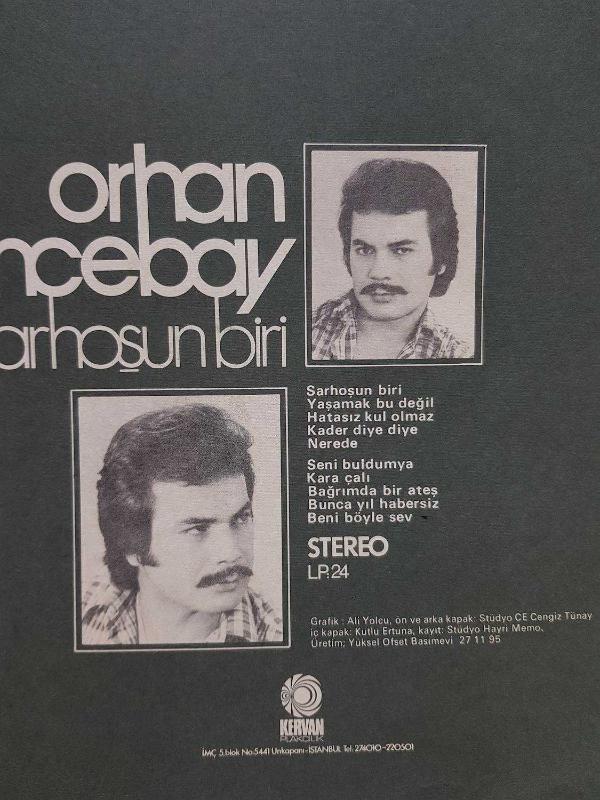 orhan
ncebay
arhoşun biri
Sarhoşun biri
Yaşamak bu değil
Hatasız kul olmaz
Kader diye diye
Nerede
Seni buldumya
Kara çalı
Bağrımda bir ateş
Bunca yıl habersiz
Beni böyle sev
STEREO
LP.24
Grafik : Ali Yolcu, ön ve arka kapak: Stüdyo CE Cengiz Tünay
iç kapak: Kutlu Ertuna, kayıt: Stüdyo Hayri Memo,
Üretim; Yüksel Ofset Basımevi 27 11 95
KERVAN
PLAKÇILIK
İMÇ 5.blok No:5441 Unkapanı-İSTANBUL Tel: 274010-220501